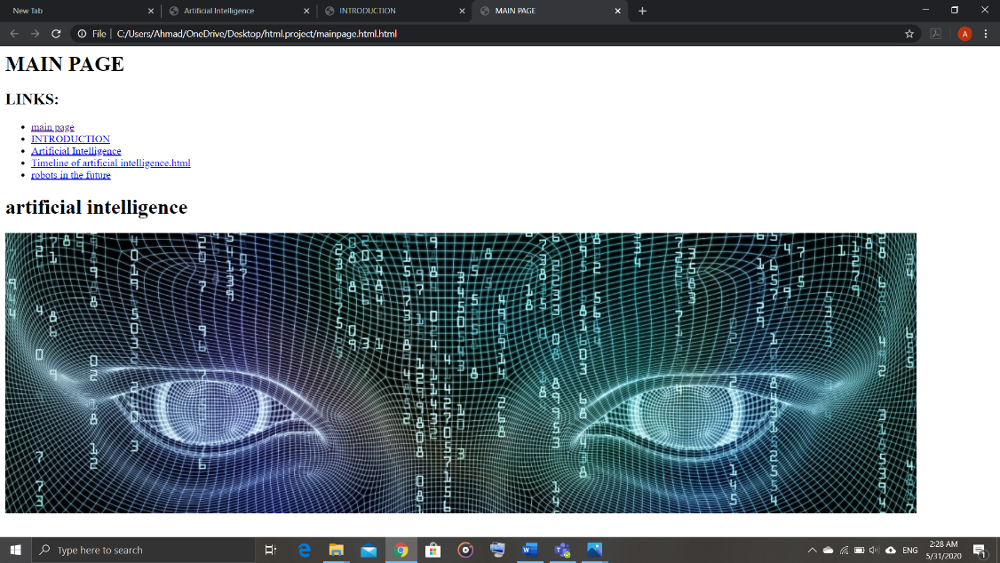 New Tab
Artificial Intelligence
INTRODUCTION
MAIN PAGE
File | C:/Users/Ahmad/OneDrive/Desktop/html.project/mainpage.html.html
A
MAIN PAGE
LINKS:
main page
INTRODUCTION
Artificial Intelligence
Timeline of artificial intelligence.html
robots in the future
artificial intelligence
Type here to search
ENG
2:28 AM
5/31/2020
1